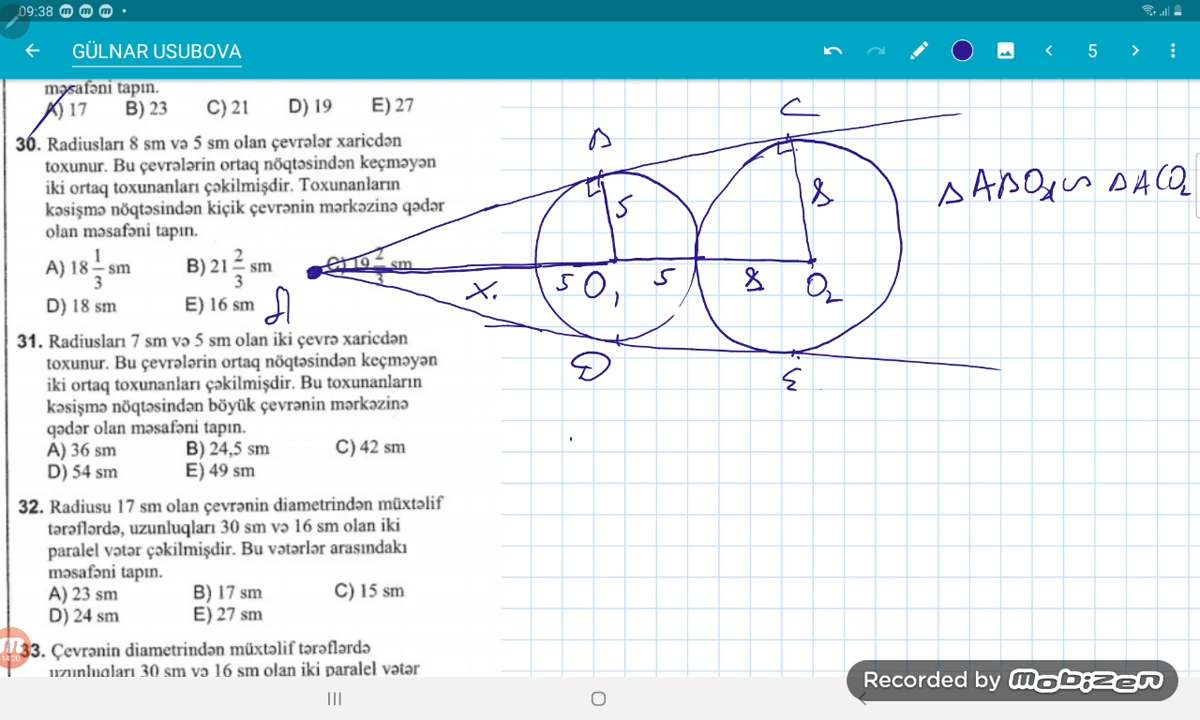 09:38
GÜLNAR USUBOVA
5
məsafəni tapın.
A) 17 B) 23 C) 21 D) 19 E) 27
30. Radiusları 8 sm və 5 sm olan çevrələr xaricdən
toxunur. Bu çevrələrin ortaq nöqtəsindən keçməyən
iki ortaq toxunanları çəkilmişdir. Toxunanların
kəsişmə nöqtəsindən kiçik çevrənin mərkəzinə qədər
olan məsafəni tapın.
A) 18 1/3 sm B) 21 2/3 sm C) 19 2/3 sm
D) 18 sm E) 16 sm
31. Radiusları 7 sm və 5 sm olan iki çevrə xaricdən
toxunur. Bu çevrələrin ortaq nöqtəsindən keçməyən
iki ortaq toxunanları çəkilmişdir. Bu toxunanların
kəsişmə nöqtəsindən böyük çevrənin mərkəzinə
qədər olan məsafəni tapın.
A) 36 sm B) 24,5 sm C) 42 sm
D) 54 sm E) 49 sm
32. Radiusu 17 sm olan çevrənin diametrindən müxtəlif
tərəflərdə, uzunluqları 30 sm və 16 sm olan iki
paralel vətər çəkilmişdir. Bu vətərlər arasındakı
məsafəni tapın.
A) 23 sm B) 17 sm C) 15 sm
D) 24 sm E) 27 sm
33. Çevrənin diametrindən müxtəlif tərəflərdə
uzunluqları 30 sm və 16 sm olan iki paralel vətər
B
C
5
8
A
x.
5 O₁ 5 8 O₂
D
E
Δ ABO₁ ∽ Δ ACO₂
14:20
Recorded by mobizen